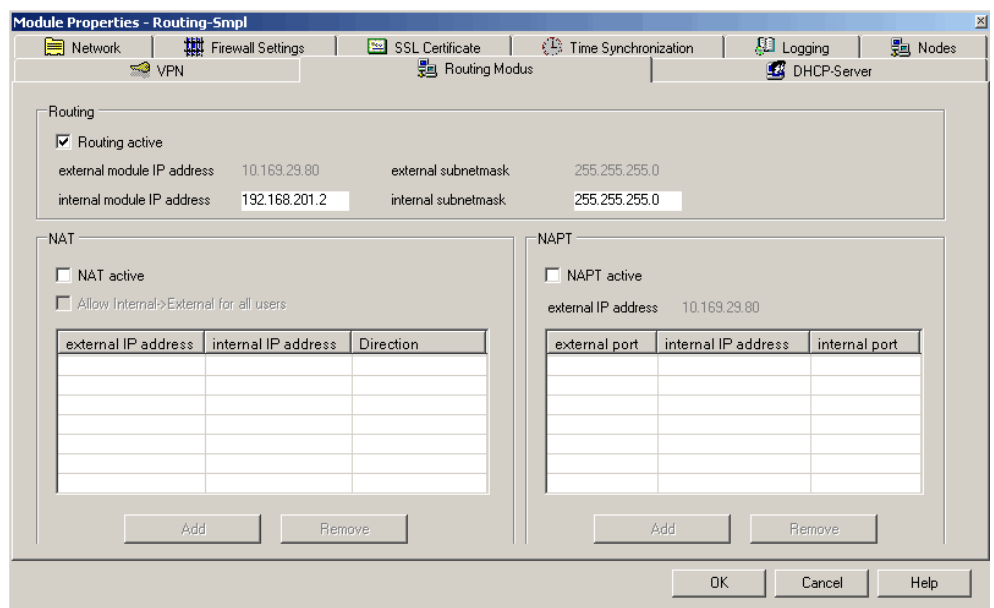 Module Properties - Routing-Smpl
Network Firewall Settings SSL Certificate Time Synchronization Logging Nodes
VPN Routing Modus DHCP-Server
Routing
Routing active
external module IP address 10.169.29.80 external subnetmask 255.255.255.0
internal module IP address 192.168.201.2 internal subnetmask 255.255.255.0
NAT
NAT active
Allow Internal->External for all users
external IP address internal IP address Direction
Add Remove
NAPT
NAPT active
external IP address 10.169.29.80
external port internal IP address internal port
Add Remove
OK Cancel Help